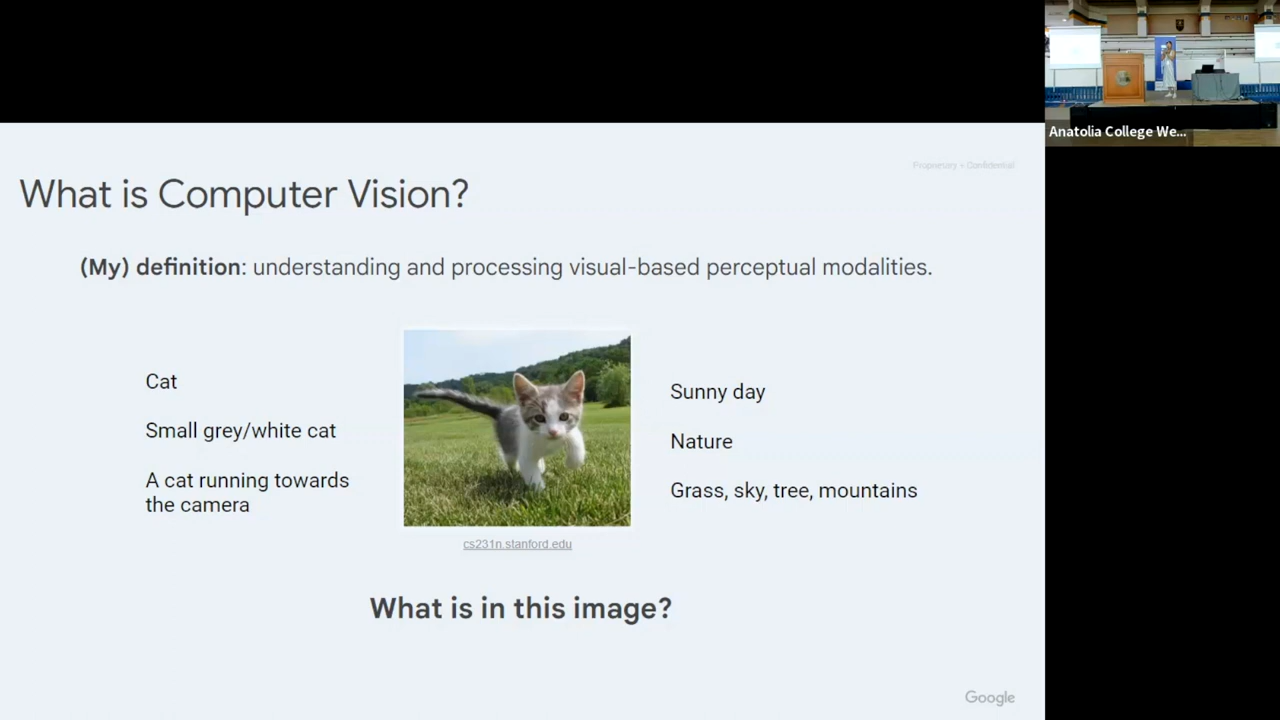 Anatolia College We...
Proprietary + Confidential
What is Computer Vision?
(My) definition: understanding and processing visual-based perceptual modalities.
Cat
Small grey/white cat
A cat running towards
the camera
Sunny day
Nature
Grass, sky, tree, mountains
cs231n.stanford.edu
What is in this image?
Google